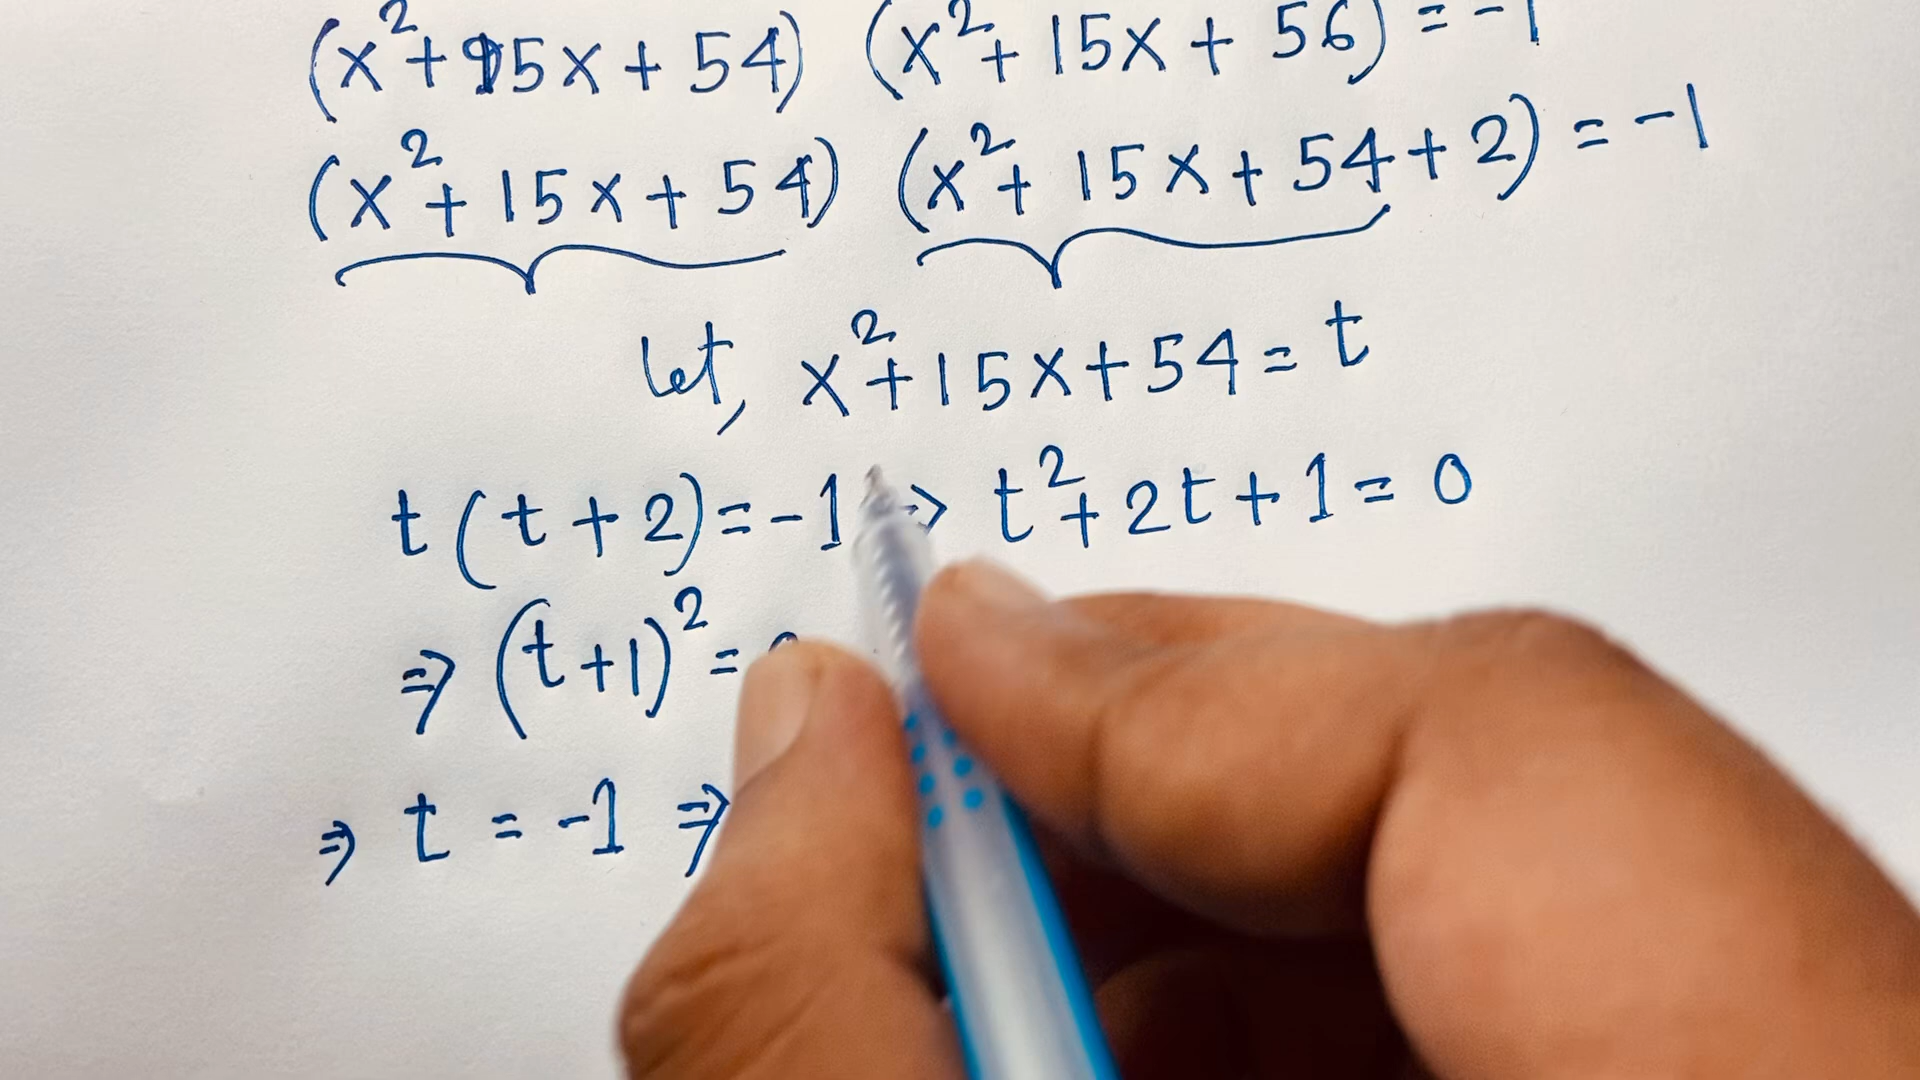 (x²+15x+54) (x²+15x+56) = -1
(x²+15x+54) (x²+15x+54+2) = -1
let, x²+15x+54 = t
t(t+2) = -1 ⇒ t²+2t+1 = 0
⇒ (t+1)² =
⇒ t = -1 ⇒